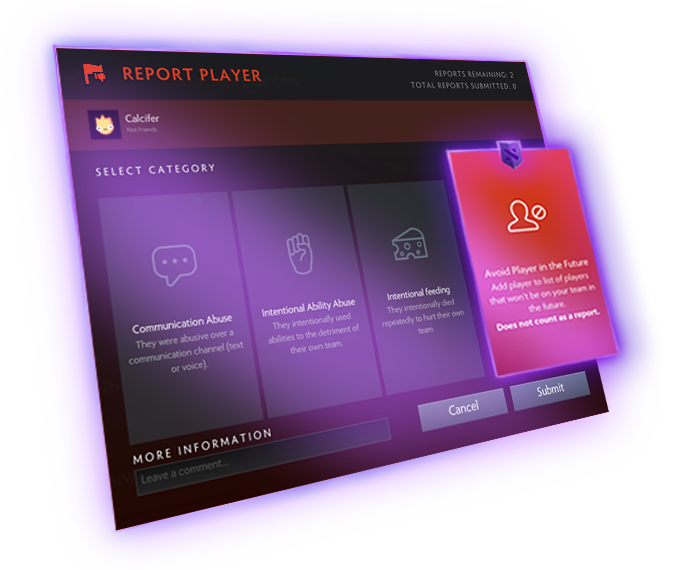 REPORT PLAYER
REPORTS REMAINING: 2
TOTAL REPORTS SUBMITTED: 0
Calcifer
Not Friends
SELECT CATEGORY
Communication Abuse
They were abusive over a
communication channel (text
or voice).
Intentional Ability Abuse
They intentionally used
abilities to the detriment of
their own team.
Intentional feeding
They intentionally died
repeatedly to hurt their own
team.
Avoid Player in the Future
Add player to list of players
that won't be on your team in
the future.
Does not count as a report.
MORE INFORMATION
Leave a comment...
Cancel
Submit